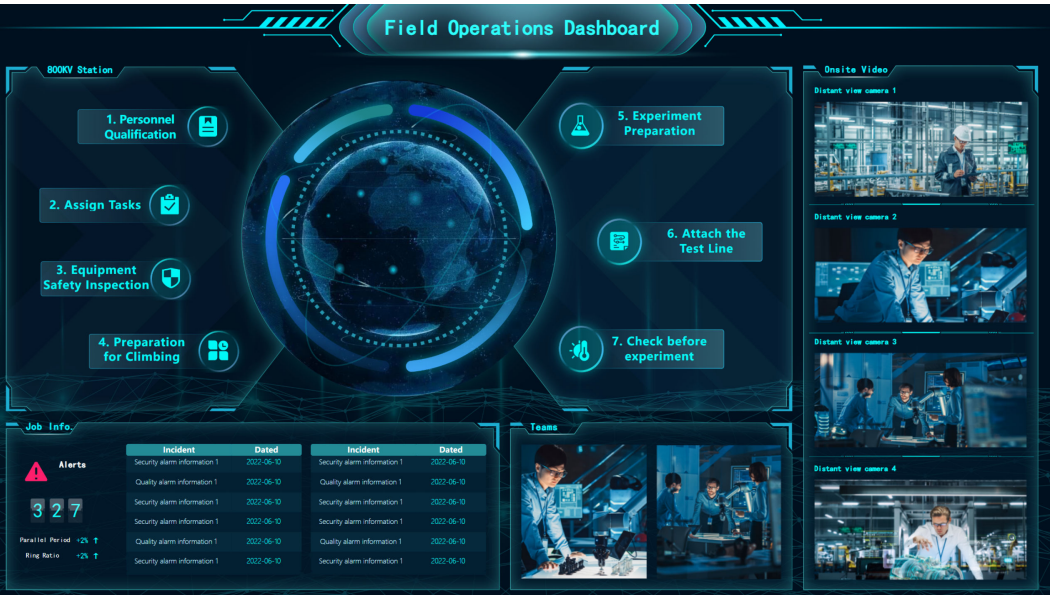 Field Operations Dashboard
800KV Station
1. Personnel
Qualification
2. Assign Tasks
3. Equipment
Safety Inspection
4. Preparation
for Climbing
5. Experiment
Preparation
6. Attach the
Test Line
7. Check before
experiment
Onsite Video
Distant view camera 1
Distant view camera 2
Distant view camera 3
Distant view camera 4
Job Info.
Alerts
327
Parallel Period +2% ↑
Ring Ratio +2% ↑
Incident Dated
Security alarm information 1 2022-06-10
Quality alarm information 1 2022-06-10
Security alarm information 1 2022-06-10
Security alarm information 1 2022-06-10
Quality alarm information 1 2022-06-10
Security alarm information 1 2022-06-10
Incident Dated
Security alarm information 1 2022-06-10
Quality alarm information 1 2022-06-10
Security alarm information 1 2022-06-10
Security alarm information 1 2022-06-10
Quality alarm information 1 2022-06-10
Security alarm information 1 2022-06-10
Teams